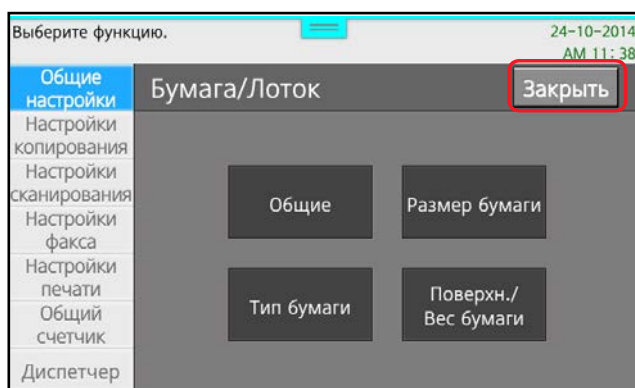 Выберите функцию.
24-10-2014
AM 11:38
Общие
настройки
Настройки
копирования
Настройки
сканирования
Настройки
факса
Настройки
печати
Общий
счетчик
Диспетчер
Бумага/Лоток
Закрыть
Общие
Размер бумаги
Тип бумаги
Поверхн./
Вес бумаги